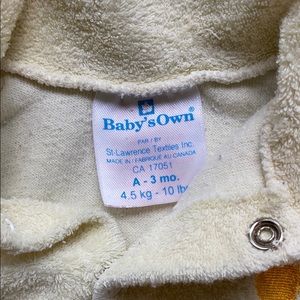 Baby'sOwn®
PAR / BY
St-Lawrence Textiles Inc.
MADE IN / FABRIQUÉ AU CANADA
CA 17051
A - 3 mo.
4.5 kg - 10 lbs